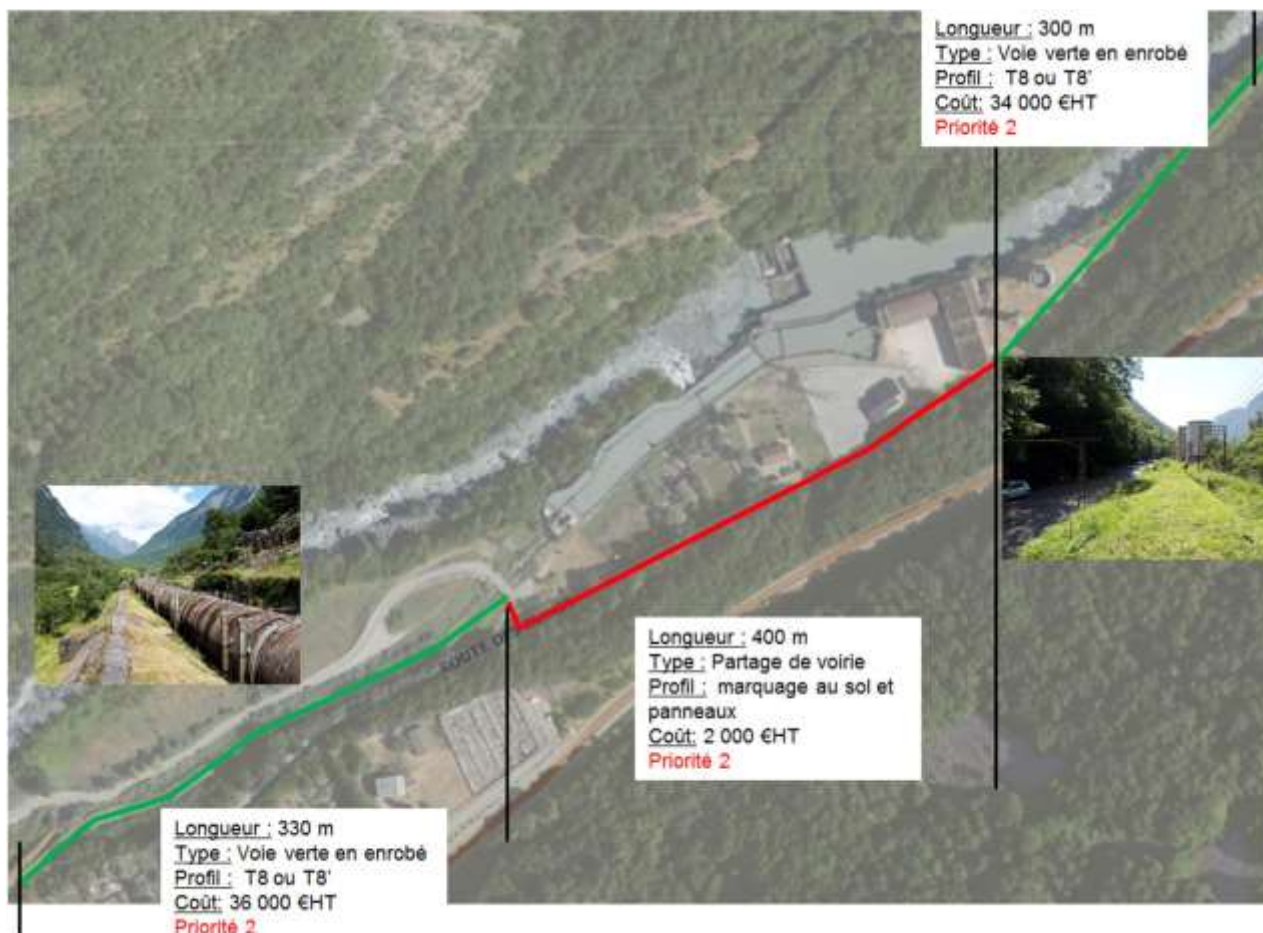 Longueur : 300 m
Type : Voie verte en enrobé
Profil : T8 ou T8'
Coût: 34 000 €HT
Priorité 2
ROUTE DE
Longueur : 400 m
Type : Partage de voirie
Profil : marquage au sol et
panneaux
Coût: 2 000 €HT
Priorité 2
Longueur : 330 m
Type : Voie verte en enrobé
Profil : T8 ou T8'
Coût: 36 000 €HT
Priorité 2